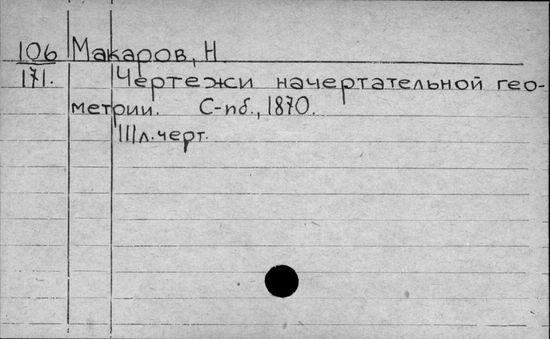 106 Макаров, Н.
171. Чертежи начертательной гео-
метрии. С-пб., 1870.
III л. черт.